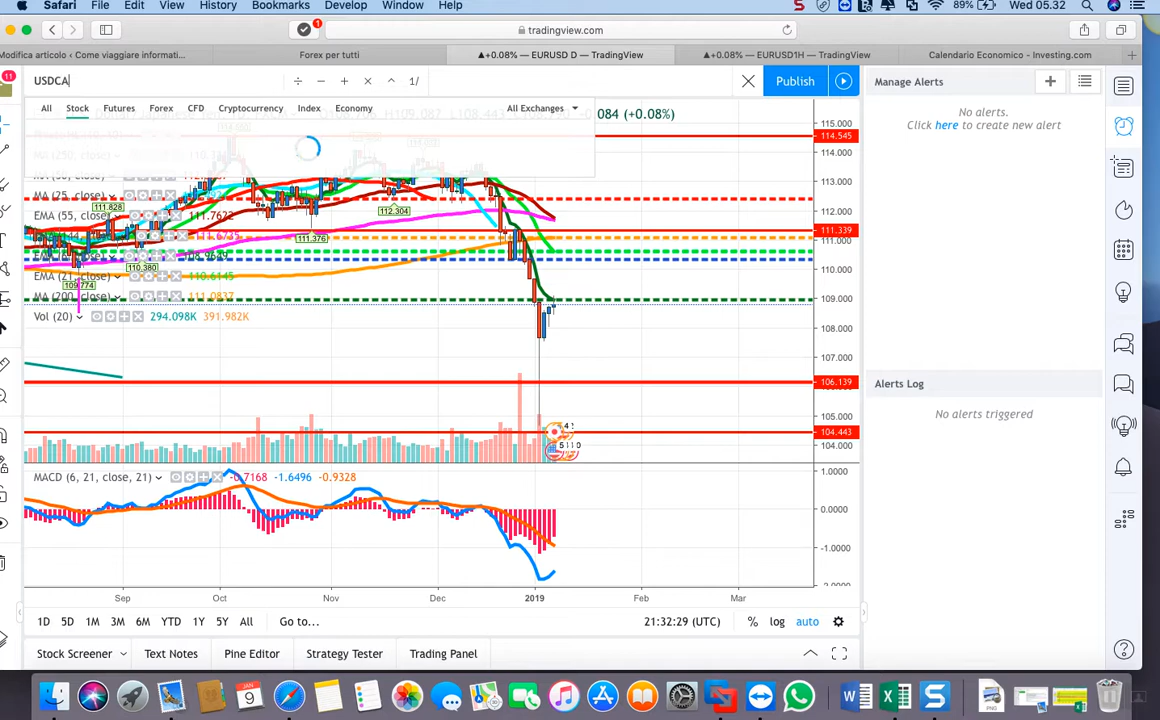 Safari File Edit View History Bookmarks Develop Window Help 89% Wed 05.32
tradingview.com
Modifica articolo ‹ Come viaggiare informati... Forex per tutti ▲+0.08% — EURUSD D — TradingView ▲+0.08% — EURUSD1H — TradingView Calendario Economico - Investing.com
11
USDCA ÷ − + × 1/ Publish Manage Alerts
All Stock Futures Forex CFD Cryptocurrency Index Economy All Exchanges
084 (+0.08%)
No alerts.
Click here to create new alert
115.000
114.545
114.000
113.000
112.000
111.339
111.000
110.000
109.000
108.000
107.000
106.139
105.000
104.443
104.000
MA (25, close)
EMA (55, close) 111.7622
EMA (21, close) 110.6145
MA (200, close) 111.0837
Vol (20) 294.098K 391.982K
111.828
112.304
111.376
110.380
109.774
Alerts Log
No alerts triggered
MACD (6, 21, close, 21) -0.7168 -1.6496 -0.9328
1.0000
0.0000
-1.0000
-2.0000
Sep Oct Nov Dec 2019 Feb Mar
1D 5D 1M 3M 6M YTD 1Y 5Y All Go to... 21:32:29 (UTC) % log auto
Stock Screener Text Notes Pine Editor Strategy Tester Trading Panel